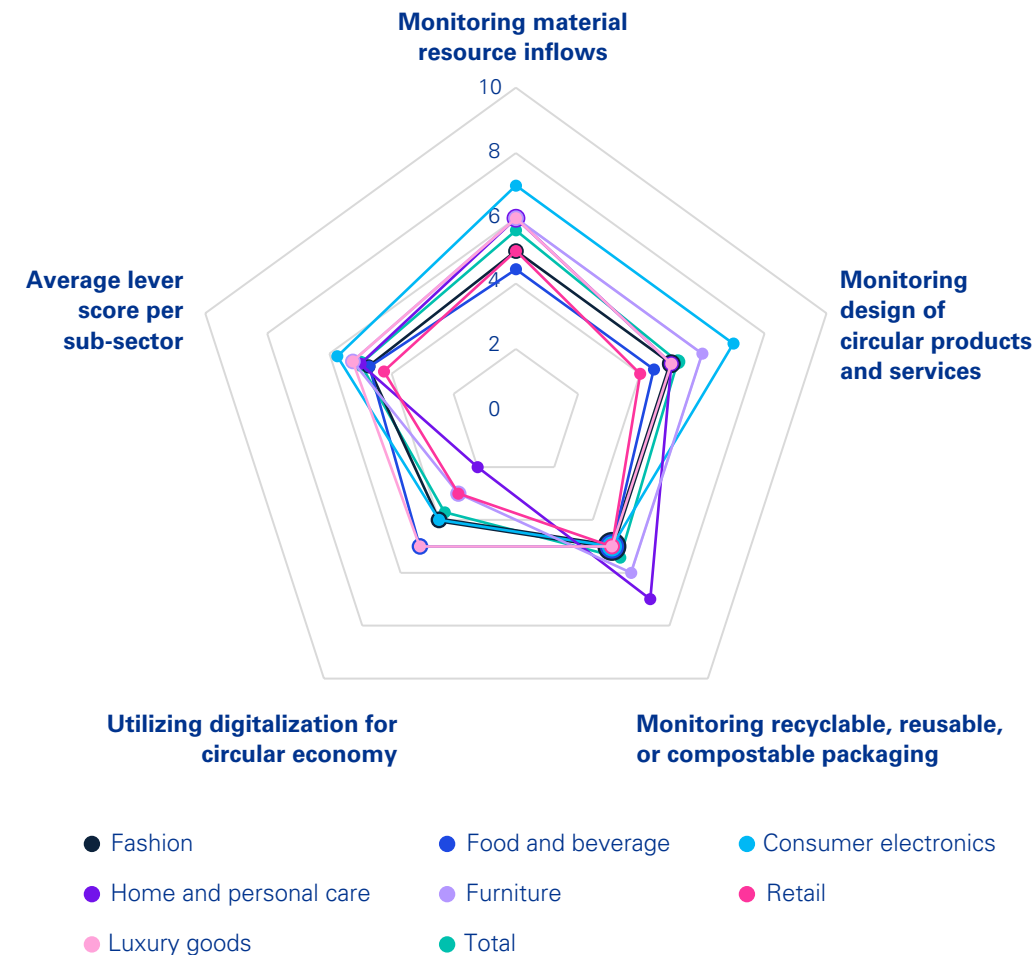 Monitoring material
resource inflows
10
8
6
4
2
0
Average lever
score per
sub-sector
Monitoring
design of
circular products
and services
Utilizing digitalization for
circular economy
Monitoring recyclable, reusable,
or compostable packaging
Fashion
Food and beverage
Consumer electronics
Home and personal care
Furniture
Retail
Luxury goods
Total